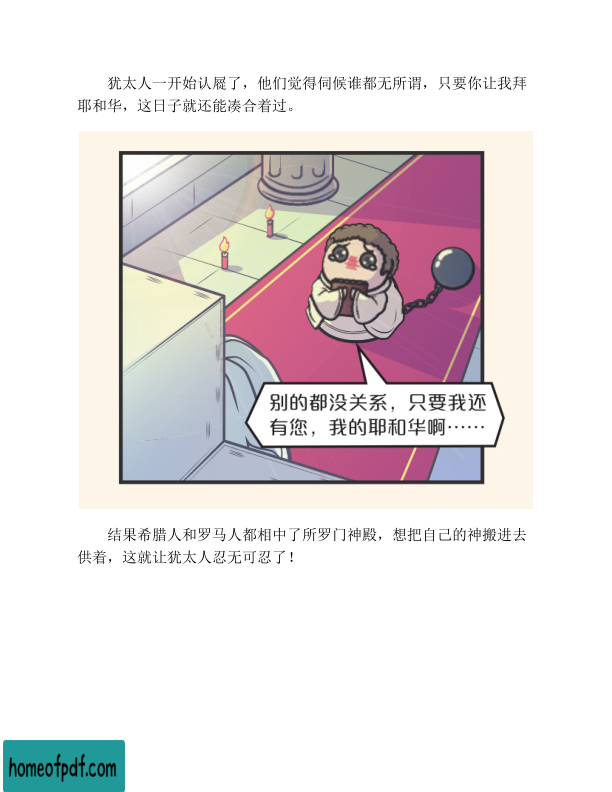 犹太人一开始认㞞了，他们觉得伺候谁都无所谓，只要你让我拜
耶和华，这日子就还能凑合着过。
别的都没关系，只要我还
有您，我的耶和华啊……
结果希腊人和罗马人都相中了所罗门神殿，想把自己的神搬进去
供着，这就让犹太人忍无可忍了！
homeofpdf.com